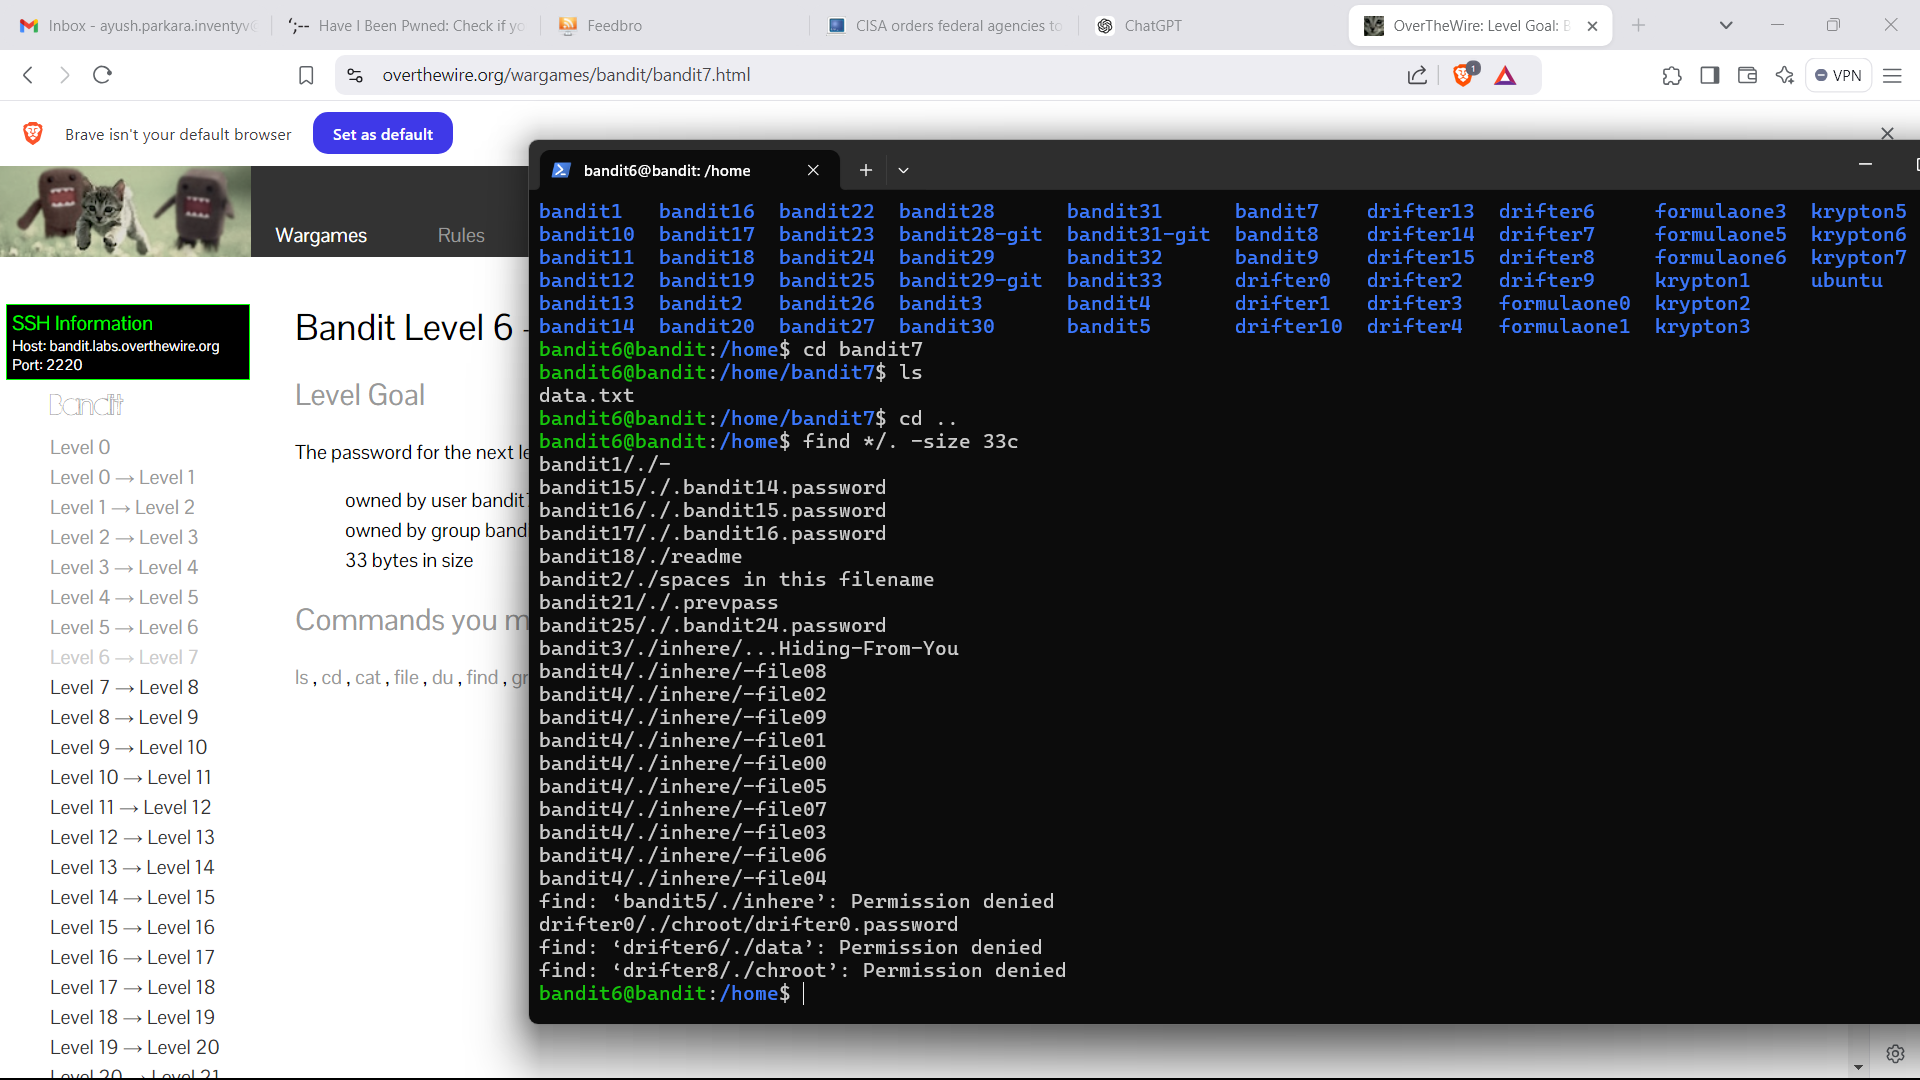 Inbox - ayush.parkara.inventyv@
Have I Been Pwned: Check if yo
Feedbro
CISA orders federal agencies to
ChatGPT
OverTheWire: Level Goal: B
overthewire.org/wargames/bandit/bandit7.html
1
VPN
Brave isn't your default browser
Set as default
Wargames
Rules
SSH Information
Host: bandit.labs.overthewire.org
Port: 2220
Bandit
Level 0
Level 0 → Level 1
Level 1 → Level 2
Level 2 → Level 3
Level 3 → Level 4
Level 4 → Level 5
Level 5 → Level 6
Level 6 → Level 7
Level 7 → Level 8
Level 8 → Level 9
Level 9 → Level 10
Level 10 → Level 11
Level 11 → Level 12
Level 12 → Level 13
Level 13 → Level 14
Level 14 → Level 15
Level 15 → Level 16
Level 16 → Level 17
Level 17 → Level 18
Level 18 → Level 19
Level 19 → Level 20
Level 20 → Level 21
Bandit Level 6 -
Level Goal
The password for the next le
owned by user bandit7
owned by group band
33 bytes in size
Commands you m
ls , cd , cat , file , du , find , gr
bandit6@bandit: /home
bandit1 bandit16 bandit22 bandit28 bandit31 bandit7 drifter13 drifter6 formulaone3 krypton5
bandit10 bandit17 bandit23 bandit28-git bandit31-git bandit8 drifter14 drifter7 formulaone5 krypton6
bandit11 bandit18 bandit24 bandit29 bandit32 bandit9 drifter15 drifter8 formulaone6 krypton7
bandit12 bandit19 bandit25 bandit29-git bandit33 drifter0 drifter2 drifter9 krypton1 ubuntu
bandit13 bandit2 bandit26 bandit3 bandit4 drifter1 drifter3 formulaone0 krypton2
bandit14 bandit20 bandit27 bandit30 bandit5 drifter10 drifter4 formulaone1 krypton3
bandit6@bandit:/home$ cd bandit7
bandit6@bandit:/home/bandit7$ ls
data.txt
bandit6@bandit:/home/bandit7$ cd ..
bandit6@bandit:/home$ find */. -size 33c
bandit1/./-
bandit15/./.bandit14.password
bandit16/./.bandit15.password
bandit17/./.bandit16.password
bandit18/./readme
bandit2/./spaces in this filename
bandit21/./.prevpass
bandit25/./.bandit24.password
bandit3/./inhere/...Hiding-From-You
bandit4/./inhere/-file08
bandit4/./inhere/-file02
bandit4/./inhere/-file09
bandit4/./inhere/-file01
bandit4/./inhere/-file00
bandit4/./inhere/-file05
bandit4/./inhere/-file07
bandit4/./inhere/-file03
bandit4/./inhere/-file06
bandit4/./inhere/-file04
find: ‘bandit5/./inhere’: Permission denied
drifter0/./chroot/drifter0.password
find: ‘drifter6/./data’: Permission denied
find: ‘drifter8/./chroot’: Permission denied
bandit6@bandit:/home$